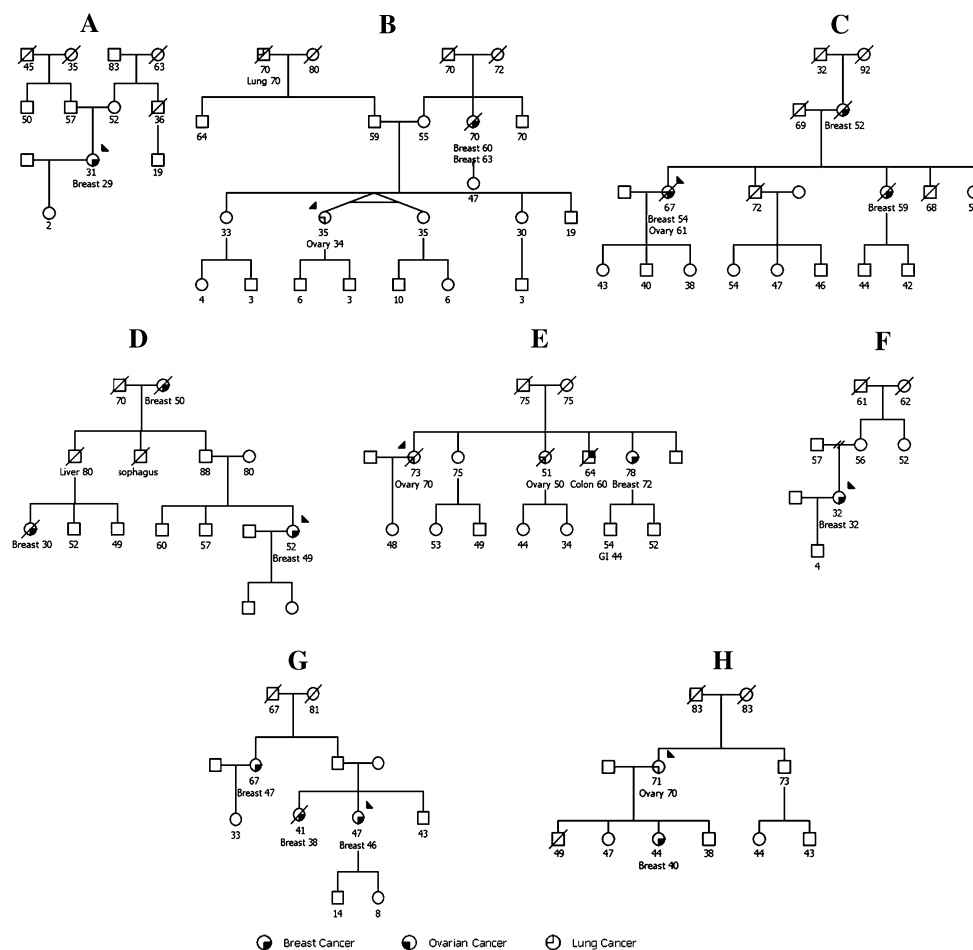 A
B
C
45 35 83 63
50 57 52 36
31
Breast 29
19
2
70 80 70 72
Lung 70
64 59 55 70 70
Breast 60
Breast 63
47
33 35 35 30 19
Ovary 34
4 3 6 3 10 6 3
32 92
69 Breast 52
67 72 Breast 59 68 5
Breast 54
Ovary 61
43 40 38 54 47 46 44 42
D
E
F
70 Breast 50
Liver 80 sophagus 88 80
Breast 30 52 49 60 57 52
Breast 49
75 75
73 75 51 64 78
Ovary 70 Ovary 50 Colon 60 Breast 72
48 53 49 44 34 54 52
GI 44
61 62
57 56 52
32
Breast 32
4
G
H
67 81
67
Breast 47
33 41 47 43
Breast 38 Breast 46
14 8
83 83
71 73
Ovary 70
49 47 44 38 44 43
Breast 40
Breast Cancer Ovarian Cancer Lung Cancer